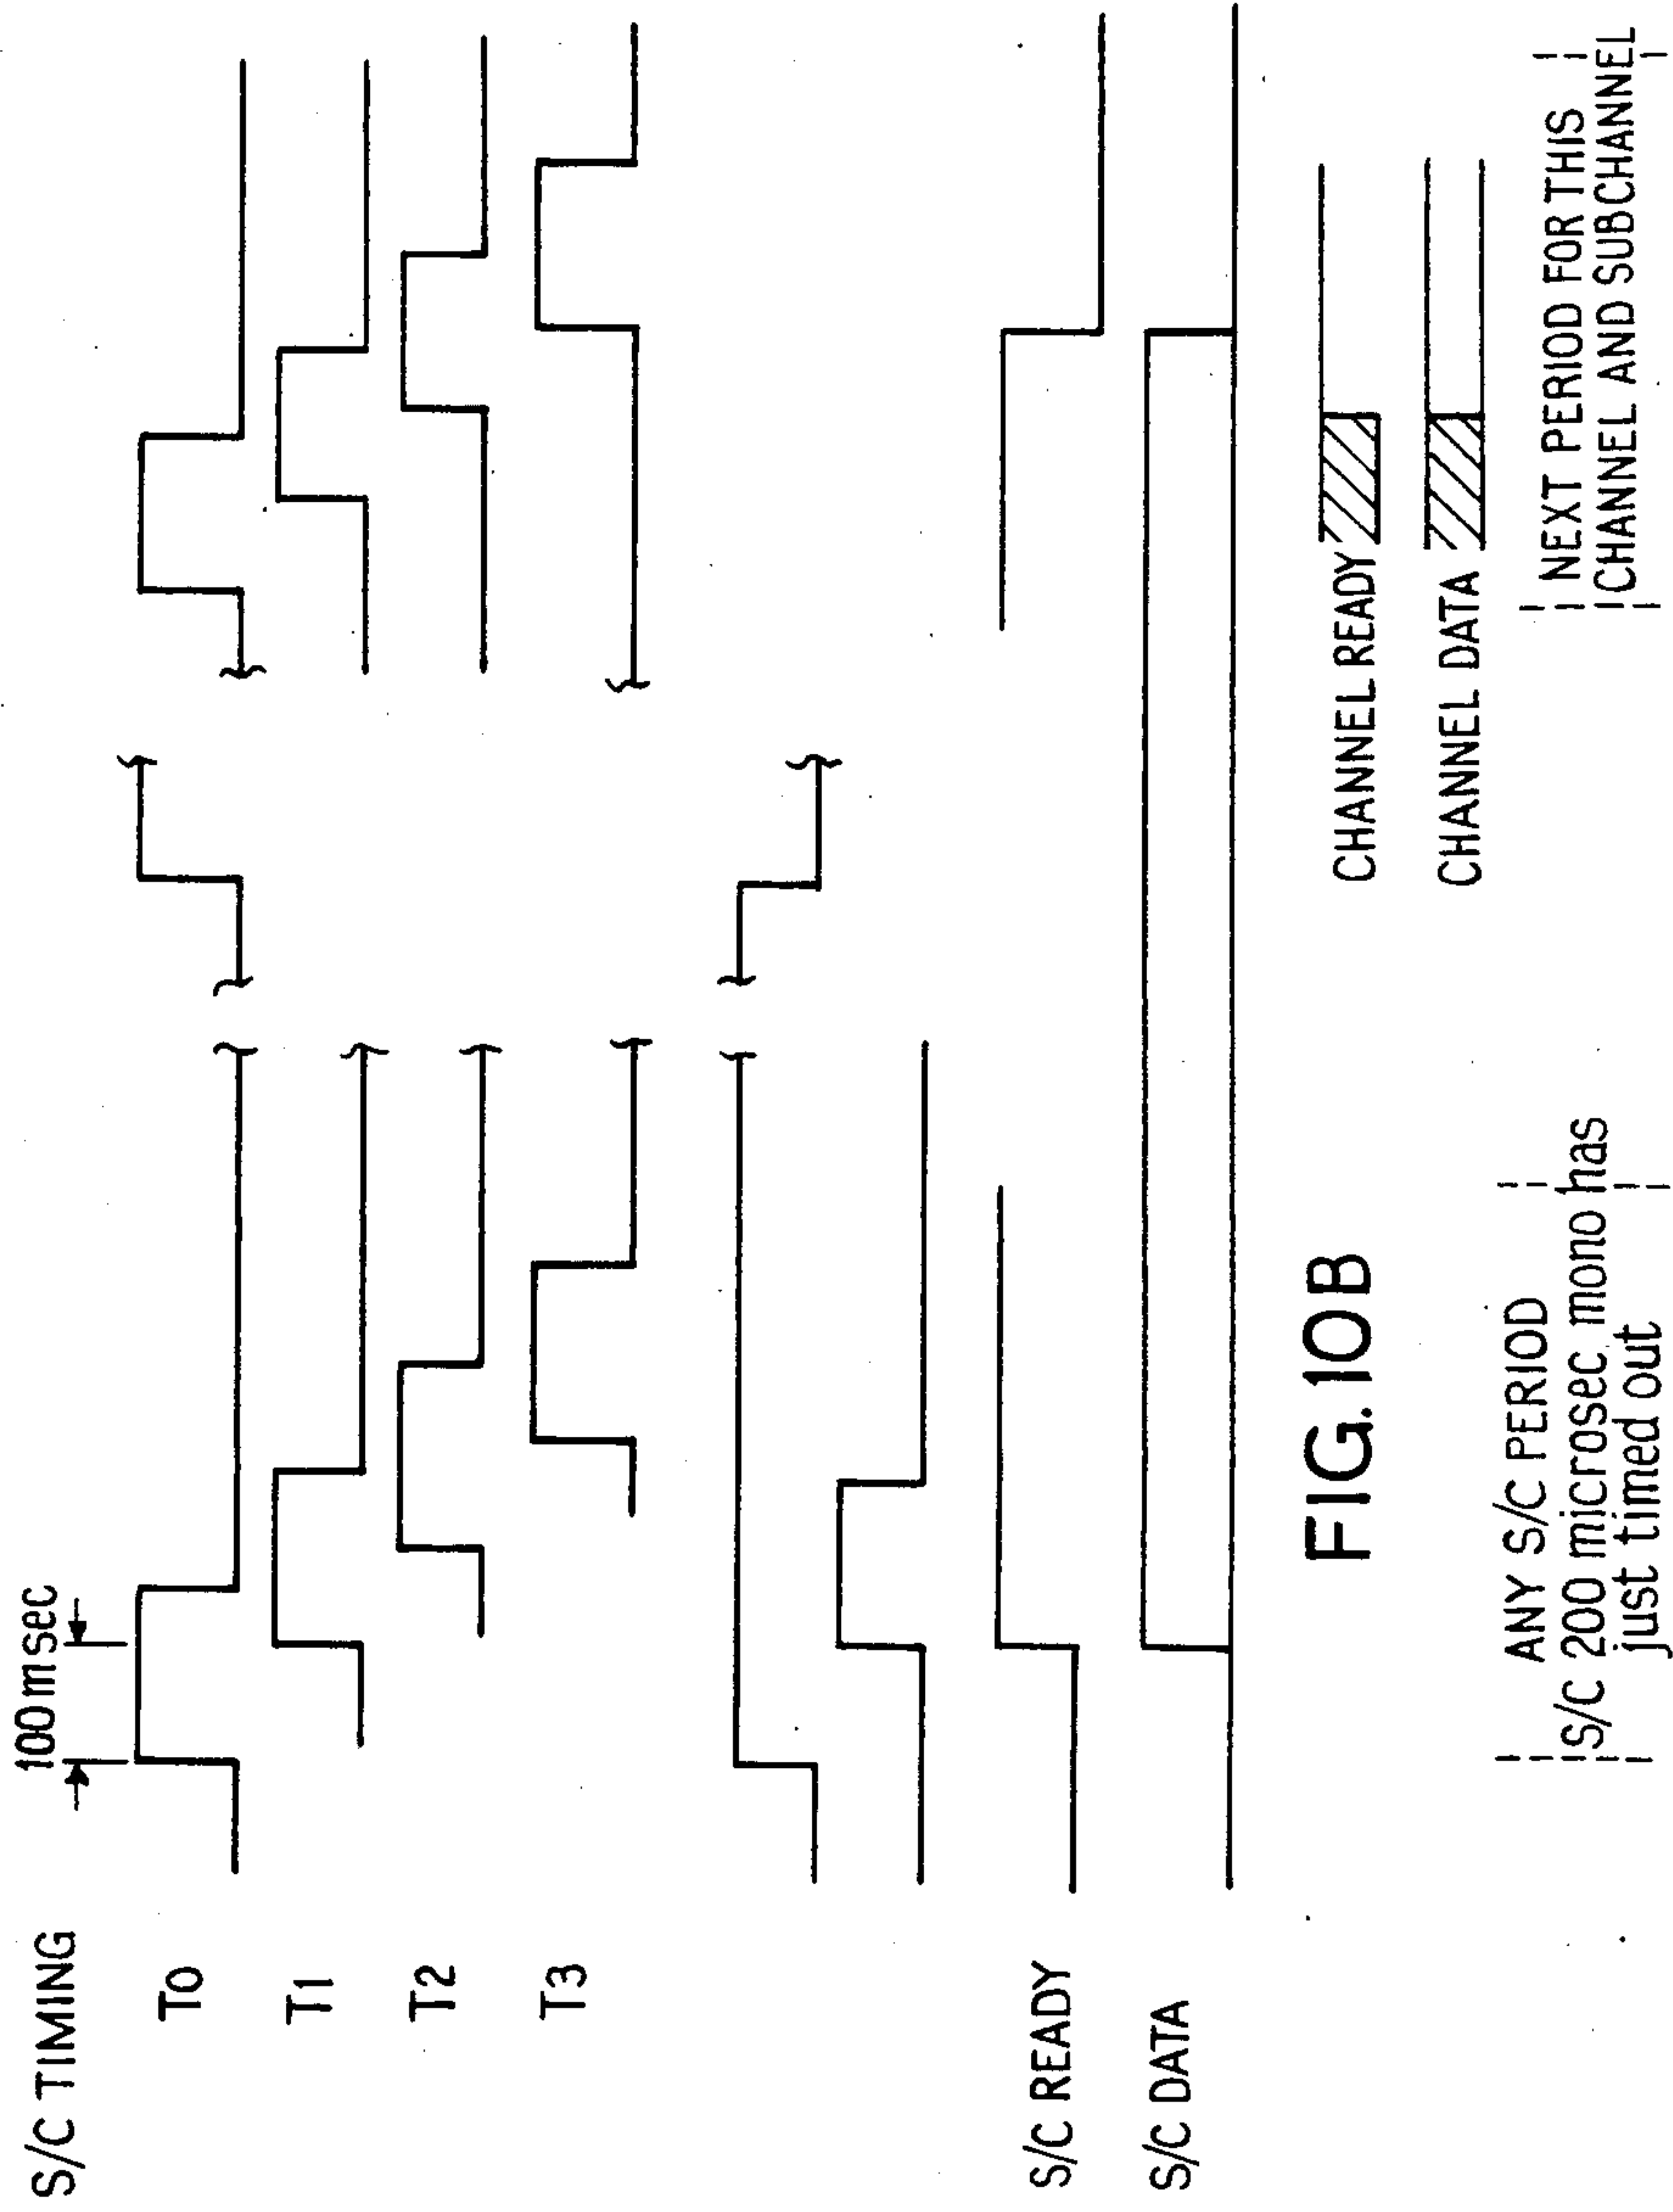 S/C TIMING
100 msec
T0
T1
T2
T3
S/C READY
S/C DATA
CHANNEL READY
CHANNEL DATA
FIG. 10B
ANY S/C PERIOD
S/C 200 microsec mono has
just timed out
NEXT PERIOD FOR THIS
CHANNEL AND SUBCHANNEL